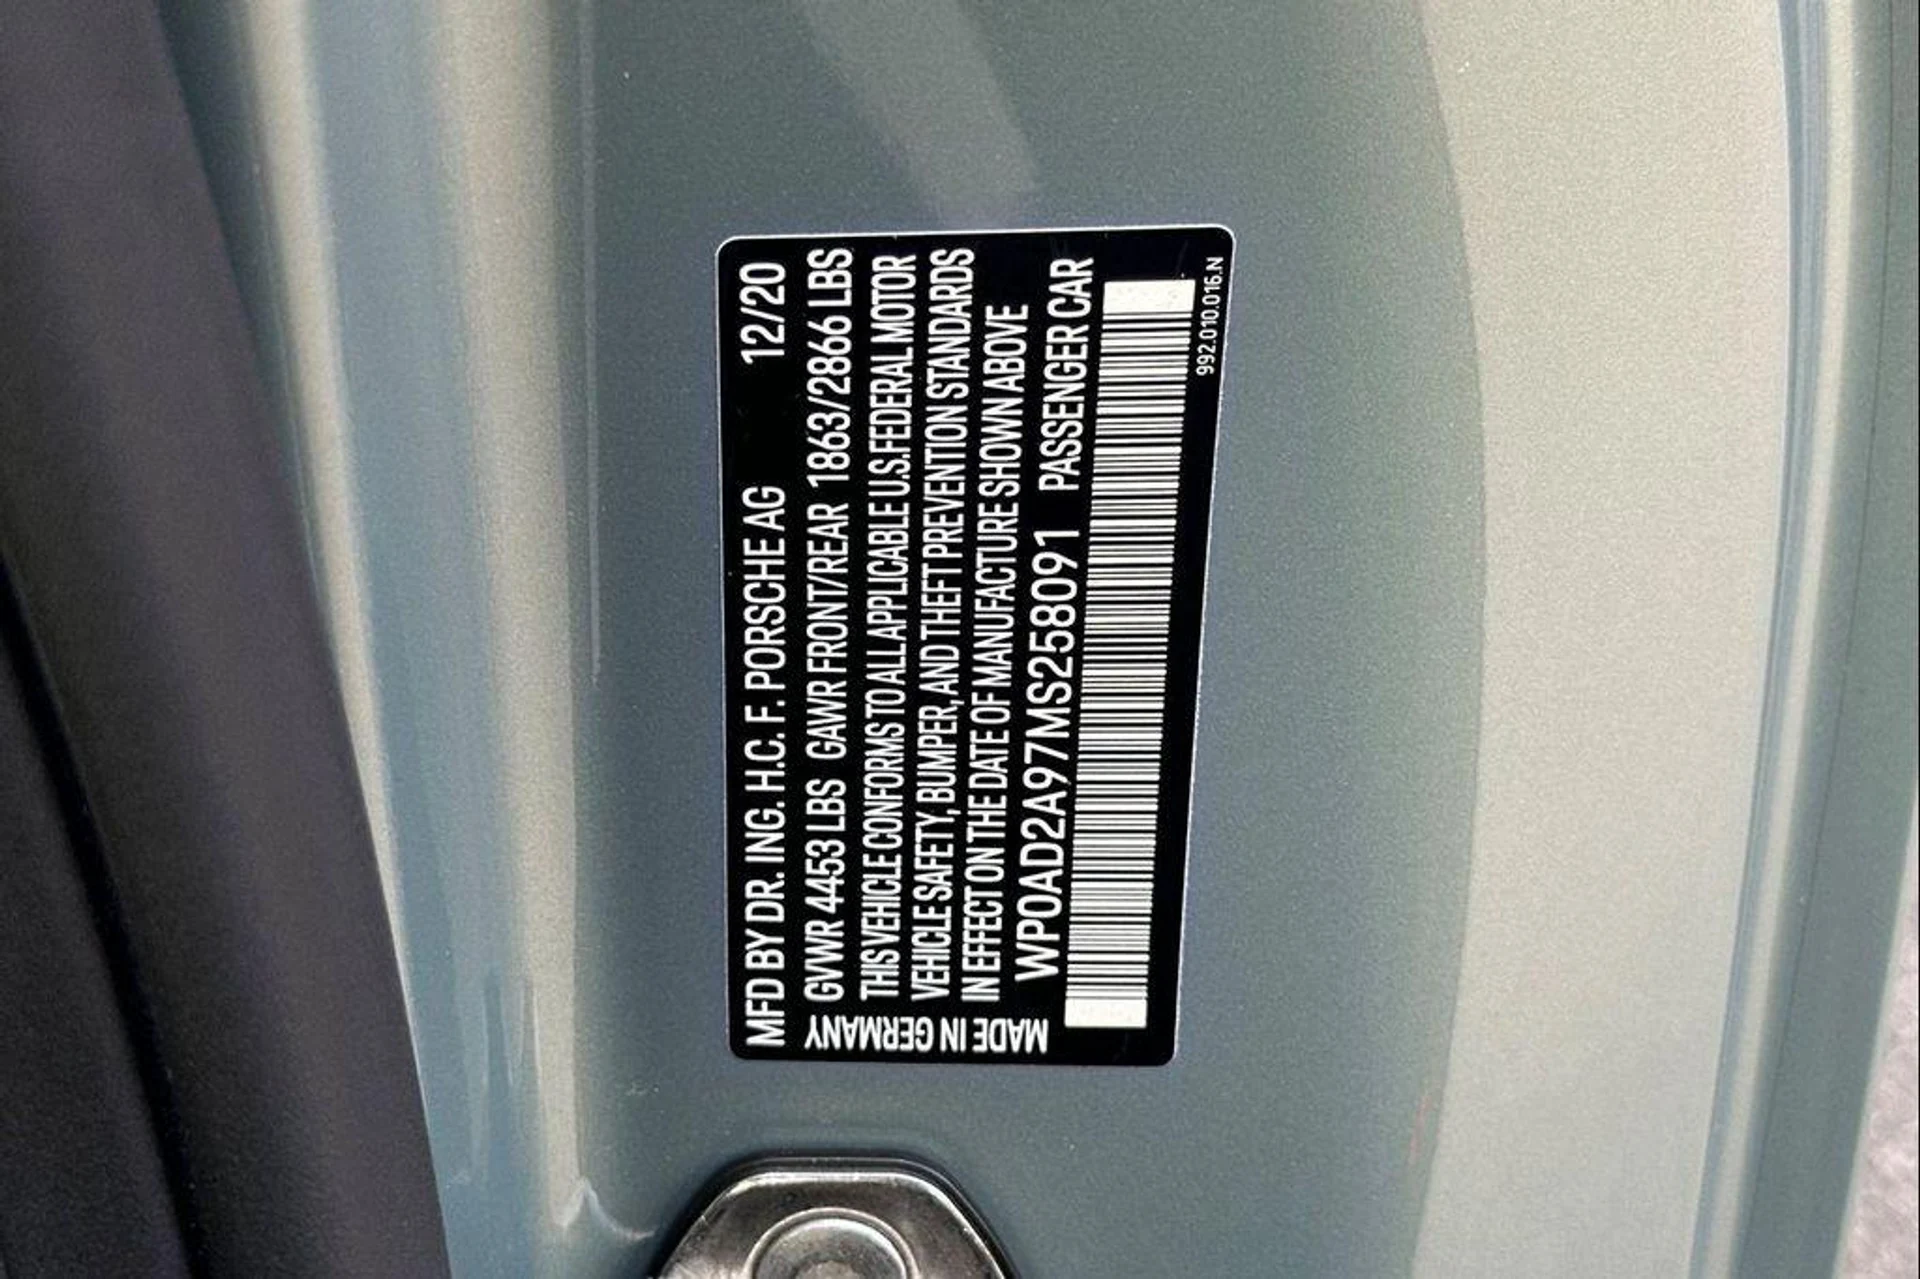 MFD BY DR. ING. H.C. F. PORSCHE AG 12/20
GVWR 4453 LBS GAWR FRONT/REAR 1863/2866 LBS
THIS VEHICLE CONFORMS TO ALL APPLICABLE U.S. FEDERAL MOTOR
VEHICLE SAFETY, BUMPER, AND THEFT PREVENTION STANDARDS
IN EFFECT ON THE DATE OF MANUFACTURE SHOWN ABOVE
WP0AD2A97MS258091 PASSENGER CAR
992.010.016.N
MADE IN GERMANY